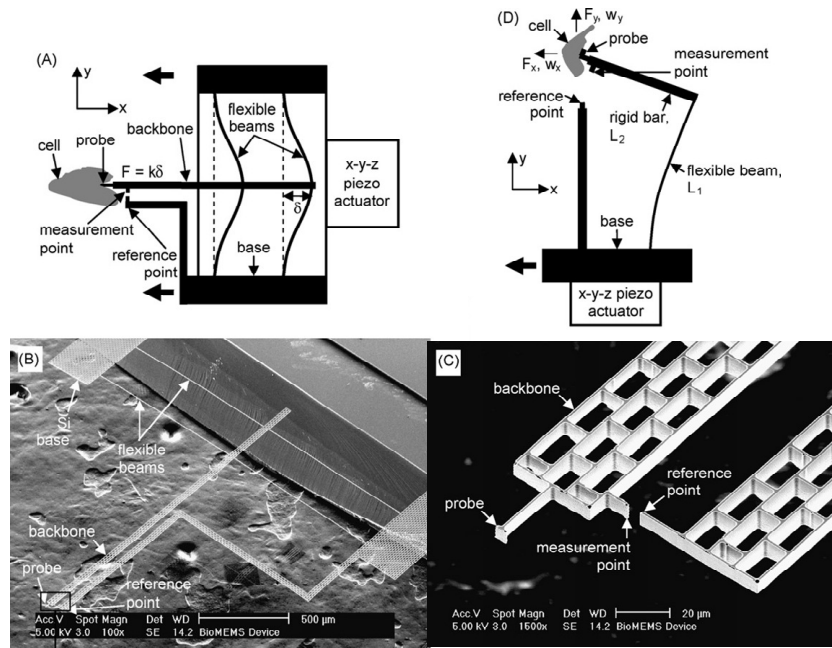 (A)
y
x
cell
probe
F = kδ
backbone
flexible
beams
δ
measurement
point
reference
point
base
x-y-z
piezo
actuator
(D)
cell
Fy, wy
probe
Fx, wx
measurement
point
reference
point
rigid bar,
L2
y
x
flexible beam,
L1
base
x-y-z piezo
actuator
(B)
base
flexible
beams
backbone
probe
reference
point
Acc.V Spot Magn Det WD
5.00 kV 3.0 100x SE 14.2 BioMEMS Device
500 µm
(C)
backbone
reference
point
probe
measurement
point
Acc.V Spot Magn Det WD
5.00 kV 3.0 1500x SE 14.2 BioMEMS Device
20 µm